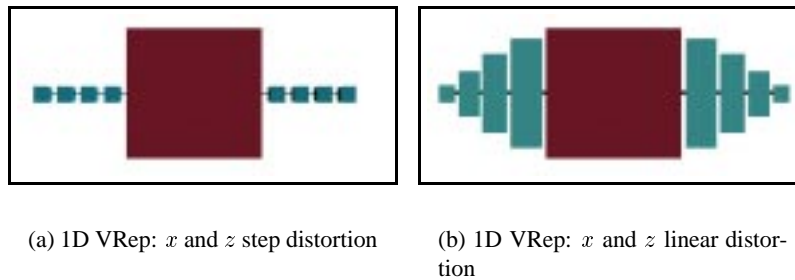 (a) 1D VRep: x and z step distortion
(b) 1D VRep: x and z linear distor-
tion